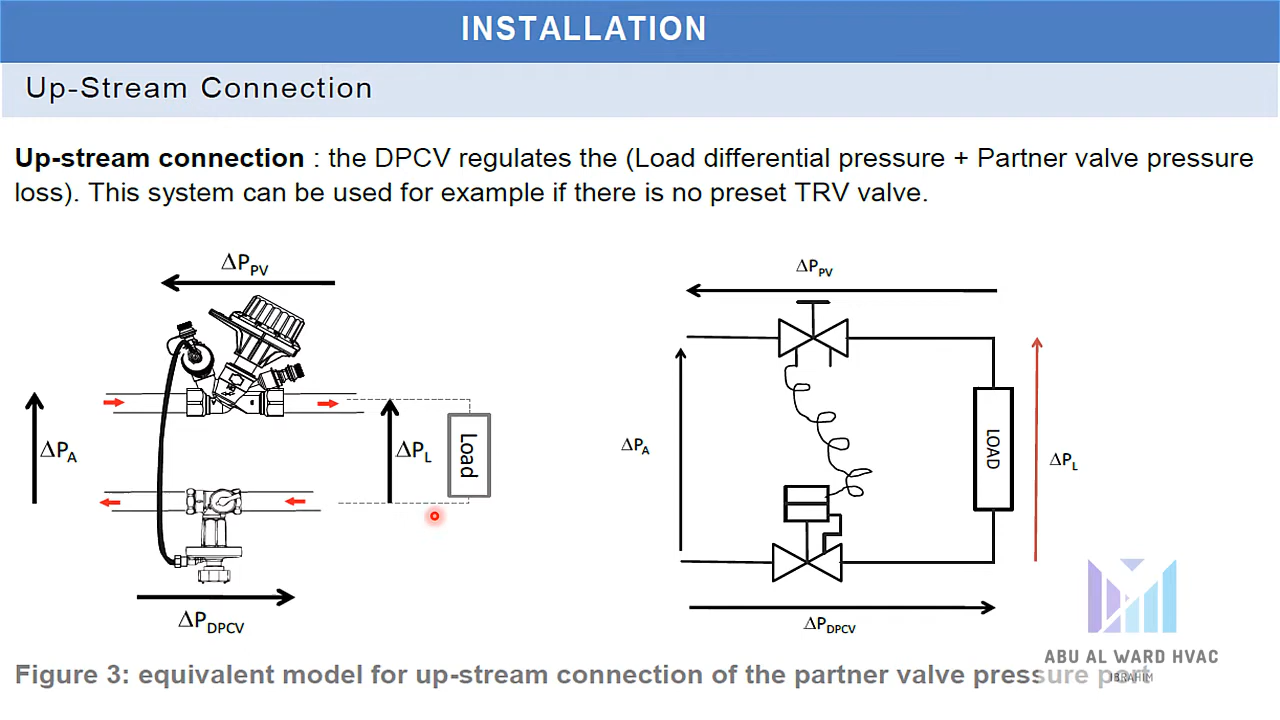 INSTALLATION
Up-Stream Connection
Up-stream connection : the DPCV regulates the (Load differential pressure + Partner valve pressure
loss). This system can be used for example if there is no preset TRV valve.
ΔPPV
ΔPA
ΔPL
Load
ΔPDPCV
ΔPPV
ΔPA
LOAD
ΔPL
ΔPDPCV
ABU AL WARD HVAC
IBRAHIM
Figure 3: equivalent model for up-stream connection of the partner valve pressure port